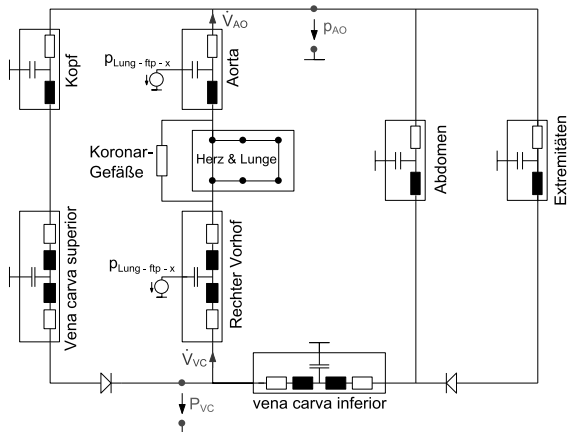 V̇AO
pAO
Kopf
pLung - ftp - x
Aorta
Koronar-
Gefäße
Herz & Lunge
Abdomen
Extremitäten
Vena carva superior
pLung - ftp - x
Rechter Vorhof
V̇VC
PVC
vena carva inferior